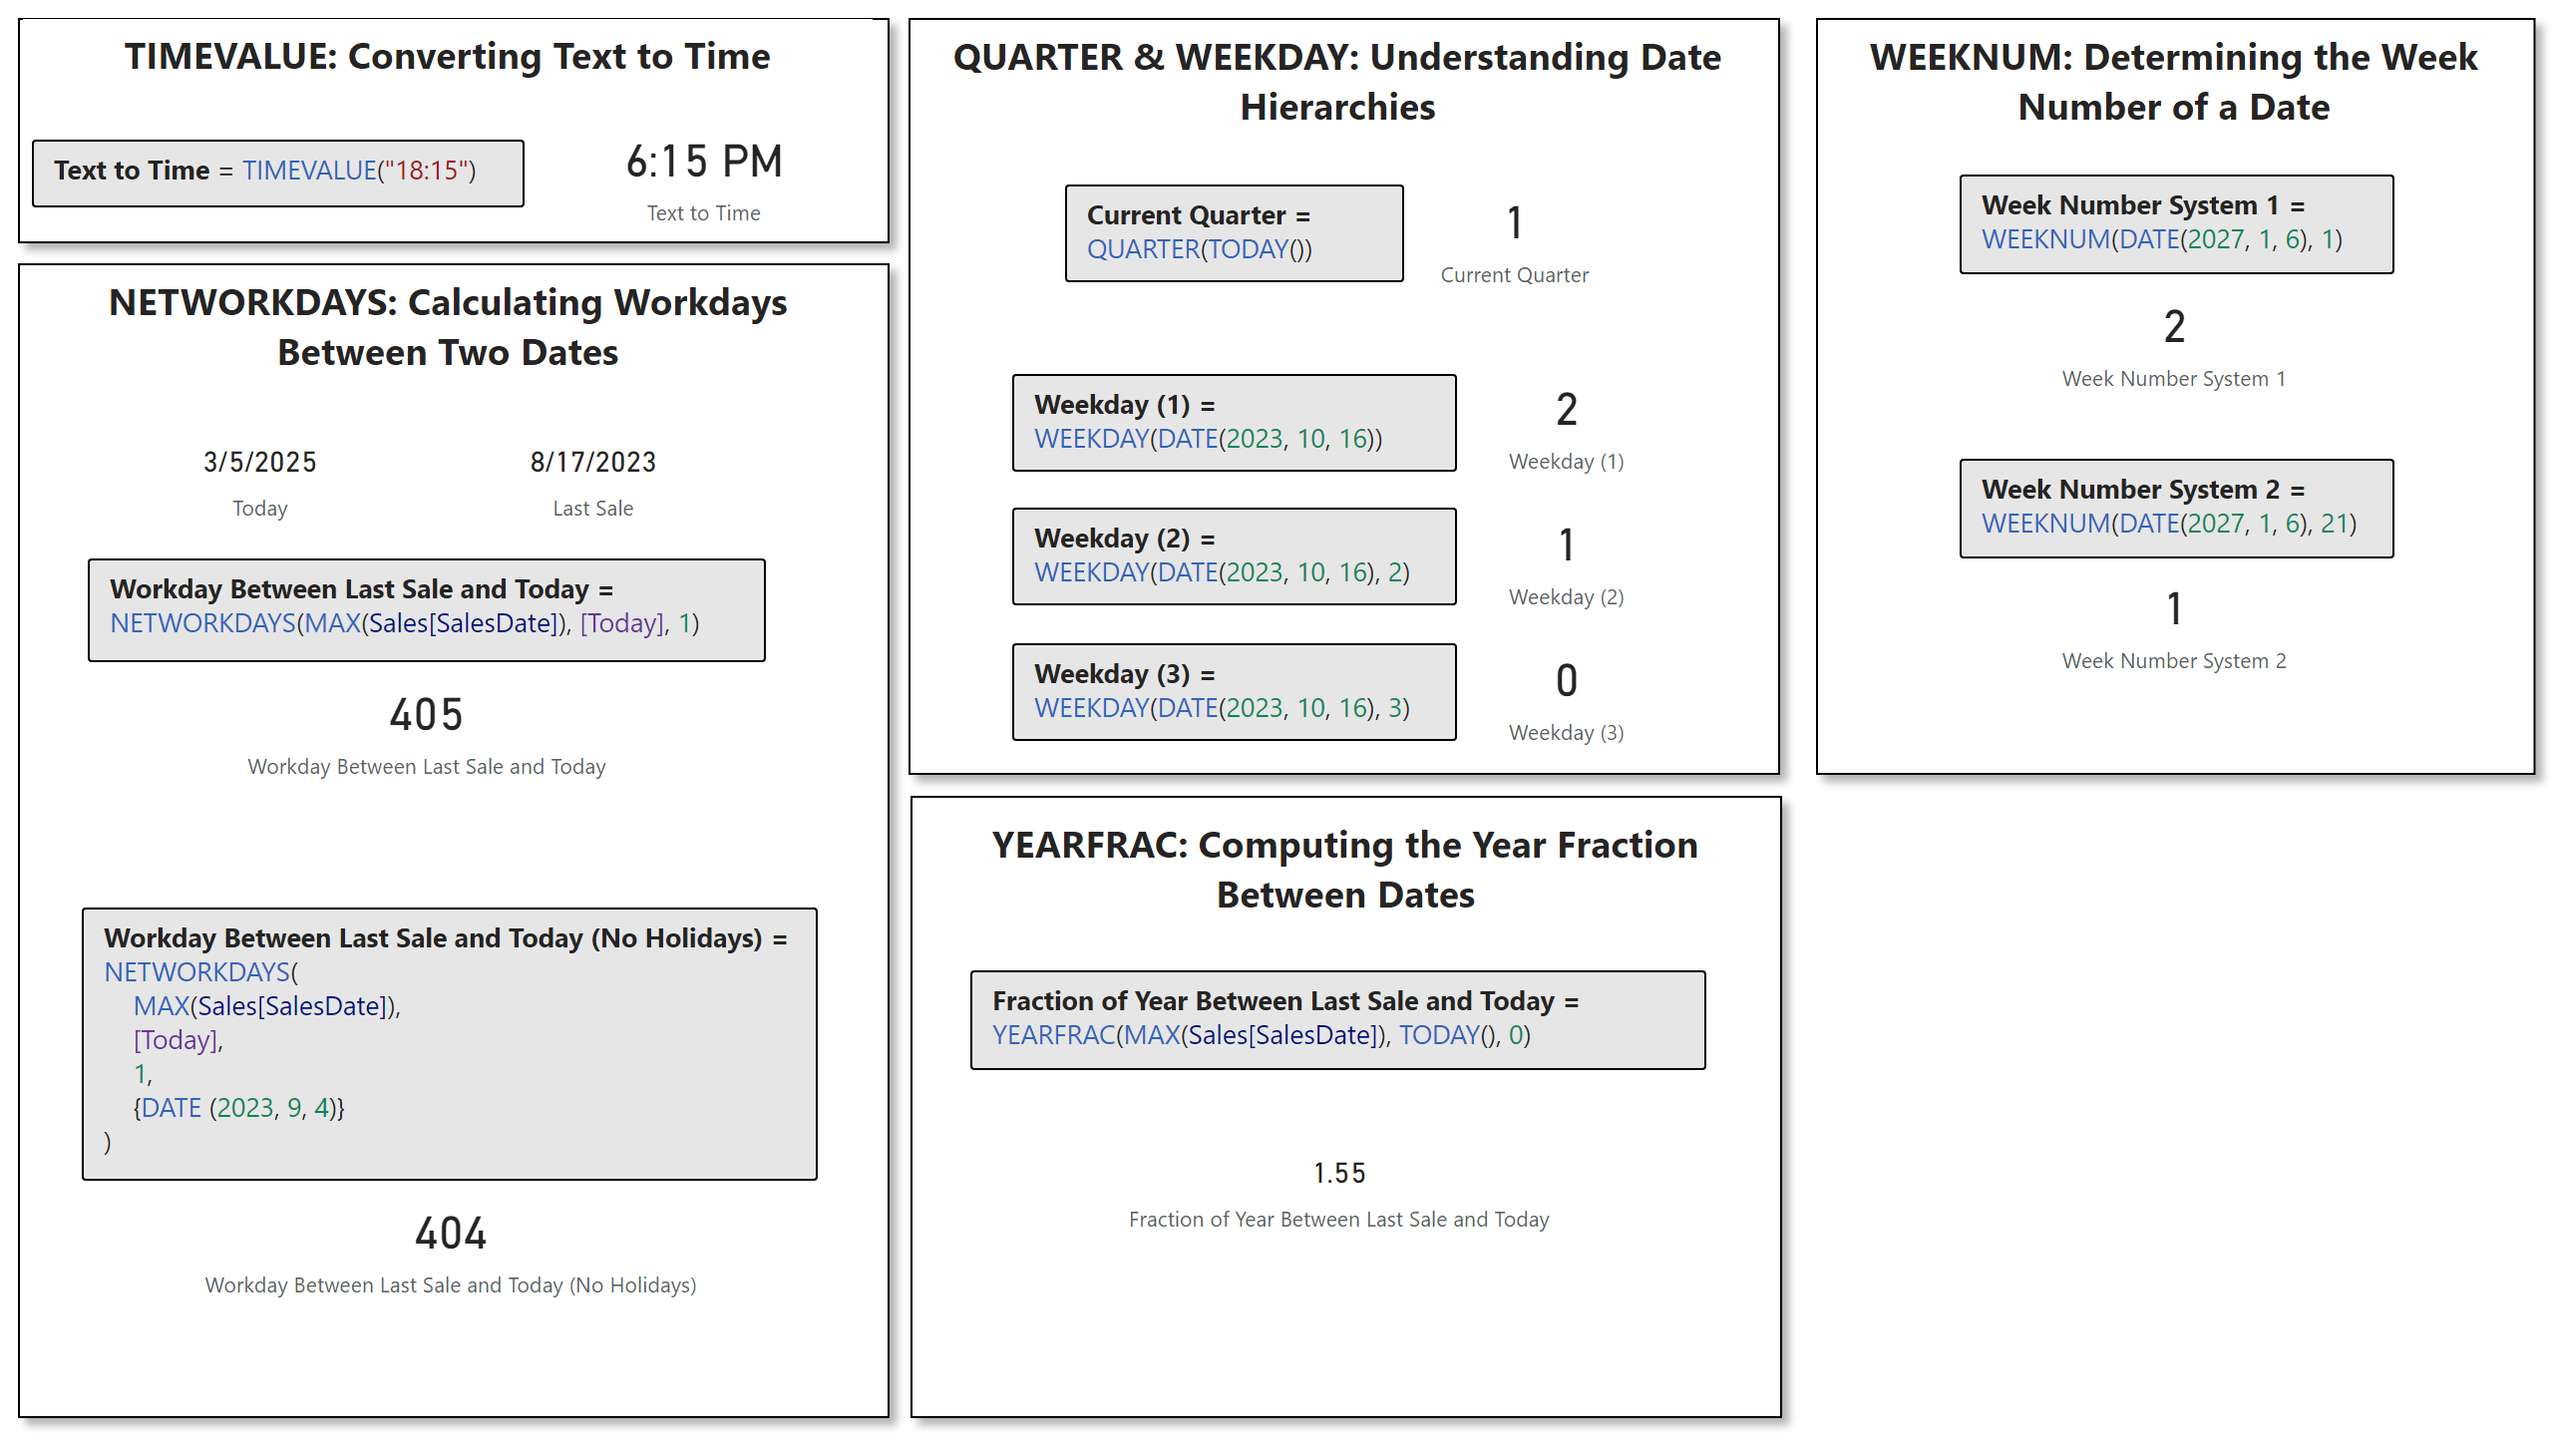 TIMEVALUE: Converting Text to Time
Text to Time = TIMEVALUE("18:15")
6:15 PM
Text to Time
NETWORKDAYS: Calculating Workdays
Between Two Dates
3/5/2025
Today
8/17/2023
Last Sale
Workday Between Last Sale and Today =
NETWORKDAYS(MAX(Sales[SalesDate]), [Today], 1)
405
Workday Between Last Sale and Today
Workday Between Last Sale and Today (No Holidays) =
NETWORKDAYS(
MAX(Sales[SalesDate]),
[Today],
1,
{DATE (2023, 9, 4)}
)
404
Workday Between Last Sale and Today (No Holidays)
QUARTER & WEEKDAY: Understanding Date
Hierarchies
Current Quarter =
QUARTER(TODAY())
1
Current Quarter
Weekday (1) =
WEEKDAY(DATE(2023, 10, 16))
2
Weekday (1)
Weekday (2) =
WEEKDAY(DATE(2023, 10, 16), 2)
1
Weekday (2)
Weekday (3) =
WEEKDAY(DATE(2023, 10, 16), 3)
0
Weekday (3)
YEARFRAC: Computing the Year Fraction
Between Dates
Fraction of Year Between Last Sale and Today =
YEARFRAC(MAX(Sales[SalesDate]), TODAY(), 0)
1.55
Fraction of Year Between Last Sale and Today
WEEKNUM: Determining the Week
Number of a Date
Week Number System 1 =
WEEKNUM(DATE(2027, 1, 6), 1)
2
Week Number System 1
Week Number System 2 =
WEEKNUM(DATE(2027, 1, 6), 21)
1
Week Number System 2